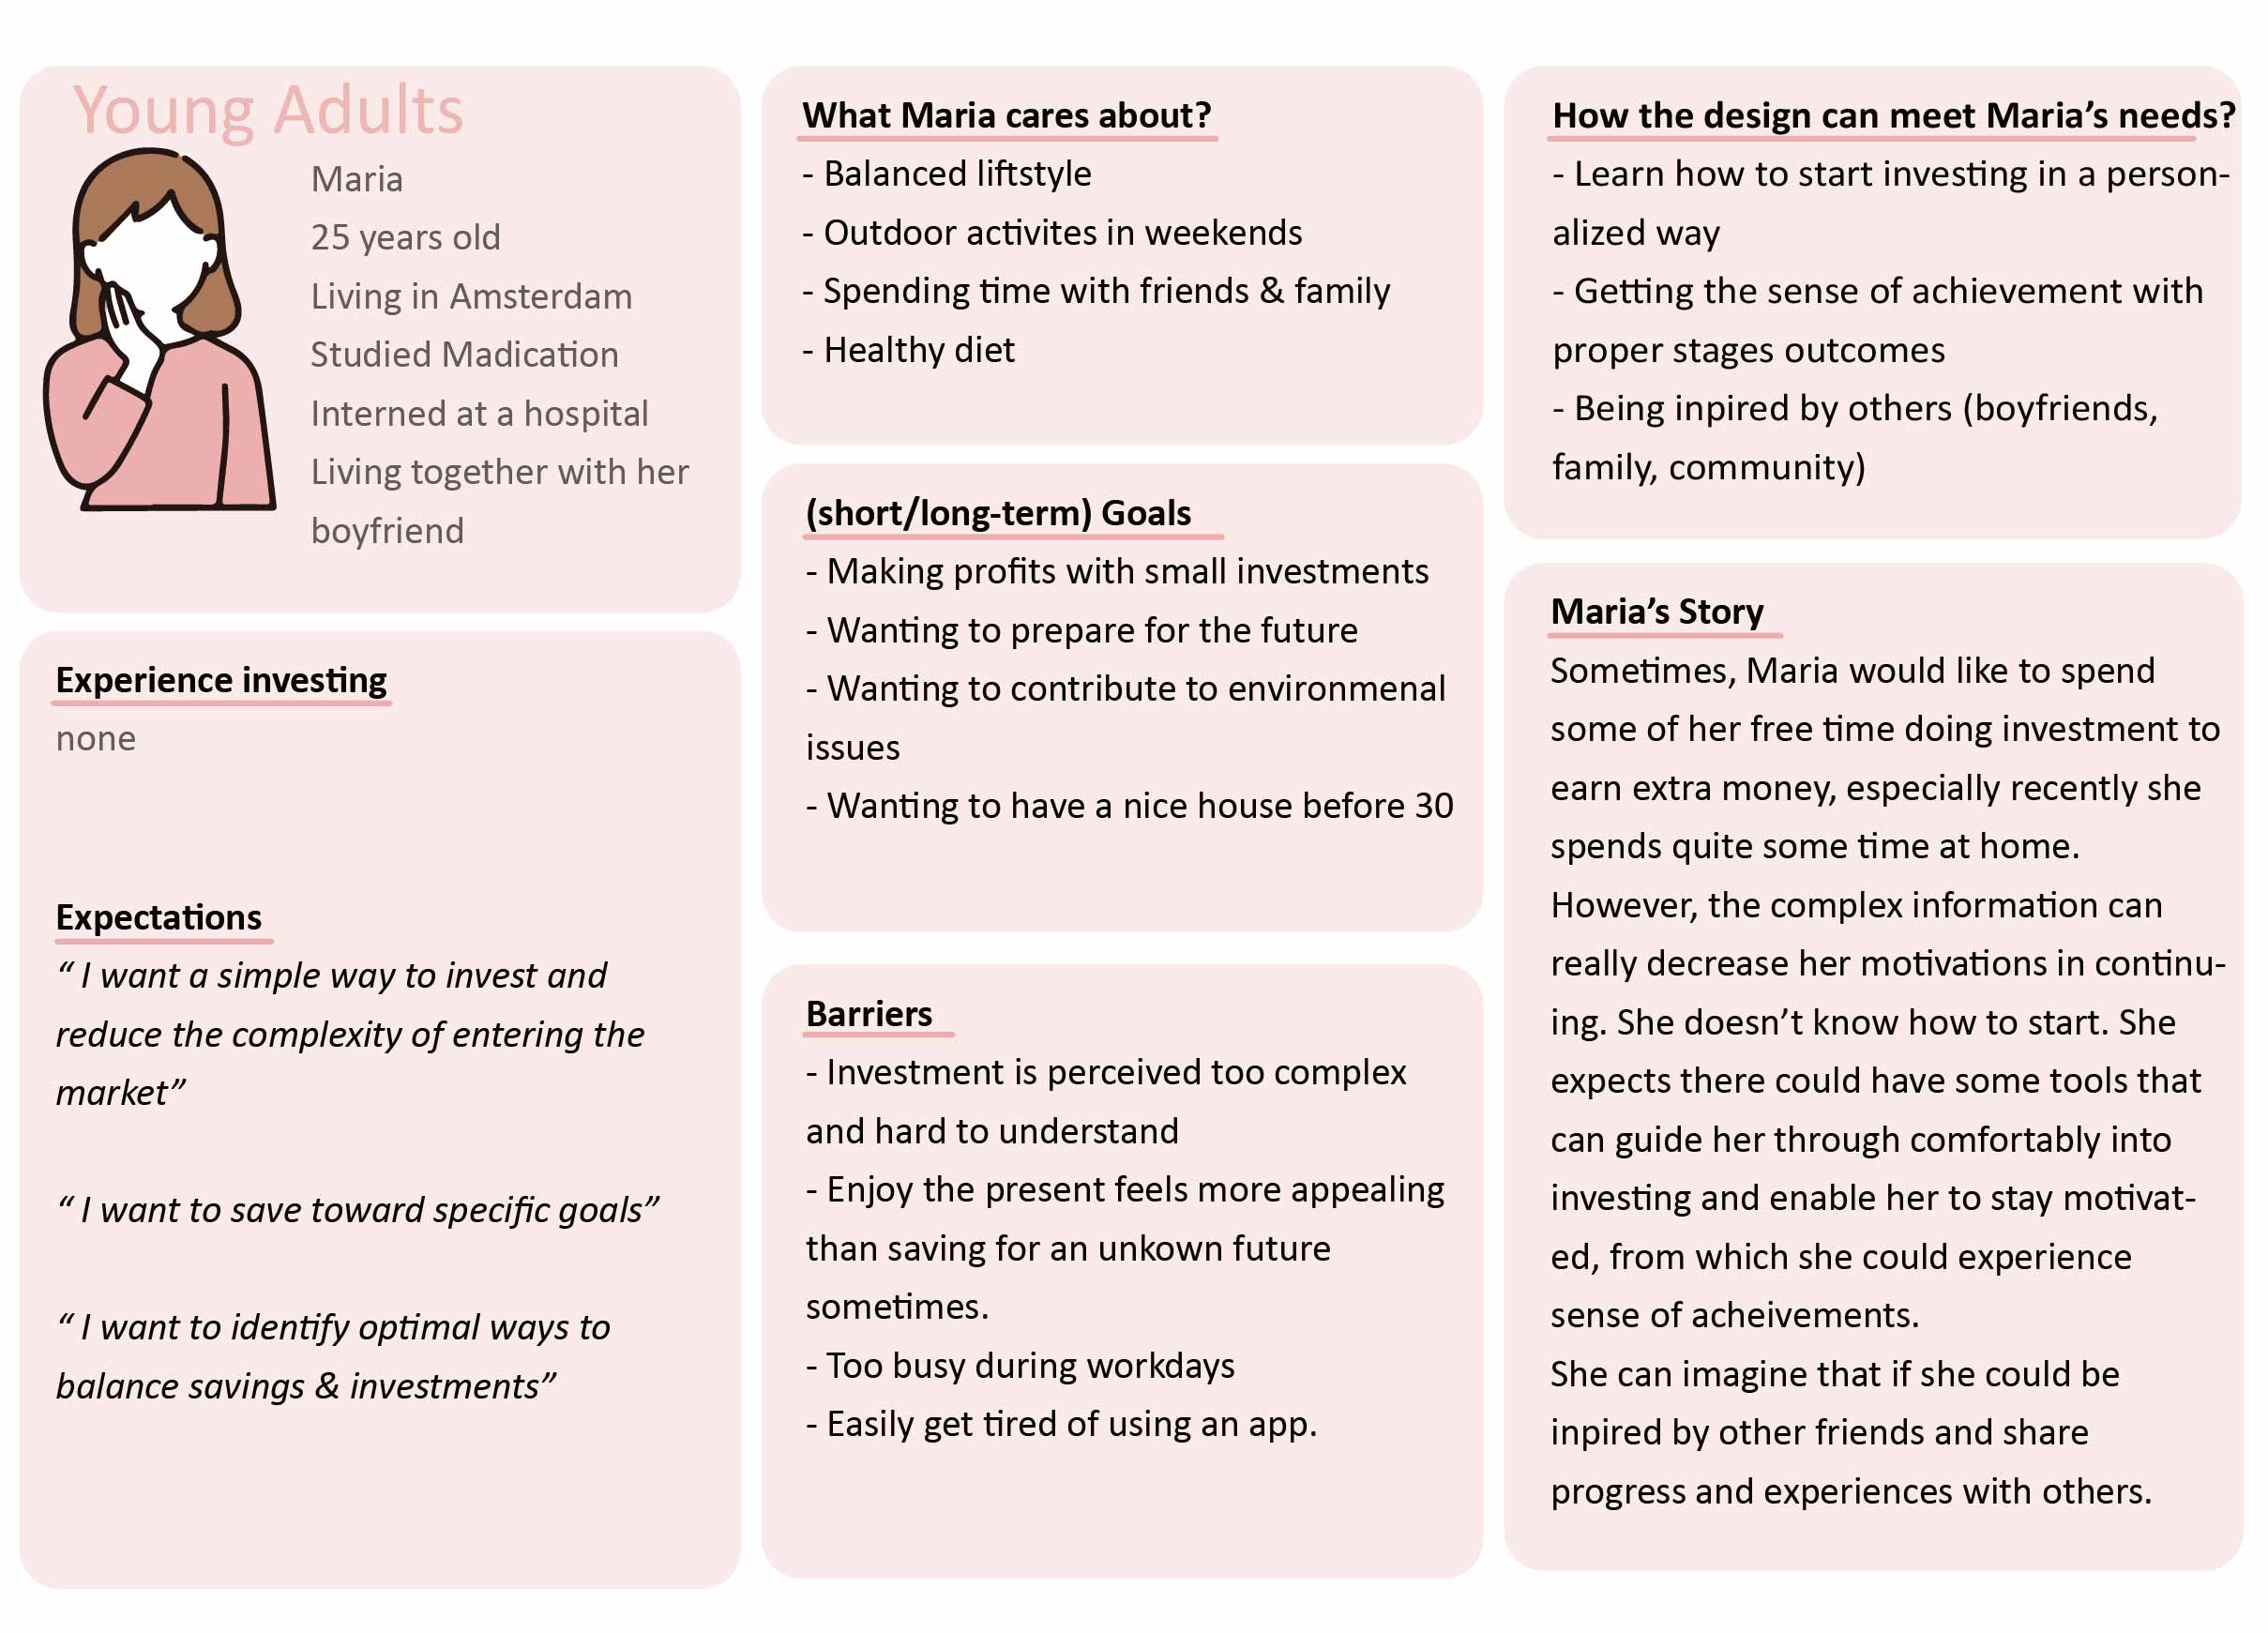 Young Adults
Maria
25 years old
Living in Amsterdam
Studied Madication
Interned at a hospital
Living together with her
boyfriend
Experience investing
none
Expectations
“ I want a simple way to invest and
reduce the complexity of entering the
market”
“ I want to save toward specific goals”
“ I want to identify optimal ways to
balance savings & investments”
What Maria cares about?
- Balanced liftstyle
- Outdoor activites in weekends
- Spending time with friends & family
- Healthy diet
(short/long-term) Goals
- Making profits with small investments
- Wanting to prepare for the future
- Wanting to contribute to environmenal
issues
- Wanting to have a nice house before 30
Barriers
- Investment is perceived too complex
and hard to understand
- Enjoy the present feels more appealing
than saving for an unkown future
sometimes.
- Too busy during workdays
- Easily get tired of using an app.
How the design can meet Maria’s needs?
- Learn how to start investing in a person-
alized way
- Getting the sense of achievement with
proper stages outcomes
- Being inpired by others (boyfriends,
family, community)
Maria’s Story
Sometimes, Maria would like to spend
some of her free time doing investment to
earn extra money, especially recently she
spends quite some time at home.
However, the complex information can
really decrease her motivations in continu-
ing. She doesn’t know how to start. She
expects there could have some tools that
can guide her through comfortably into
investing and enable her to stay motivat-
ed, from which she could experience
sense of acheivements.
She can imagine that if she could be
inpired by other friends and share
progress and experiences with others.